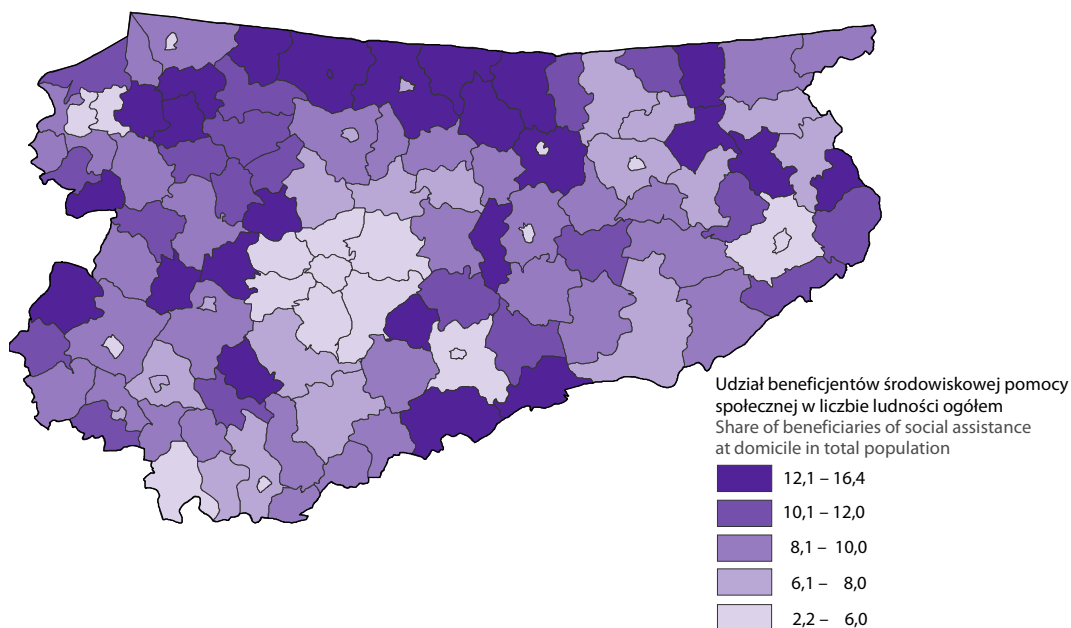 Udział beneficjentów środowiskowej pomocy
społecznej w liczbie ludności ogółem
Share of beneficiaries of social assistance
at domicile in total population
12,1 – 16,4
10,1 – 12,0
8,1 – 10,0
6,1 – 8,0
2,2 – 6,0